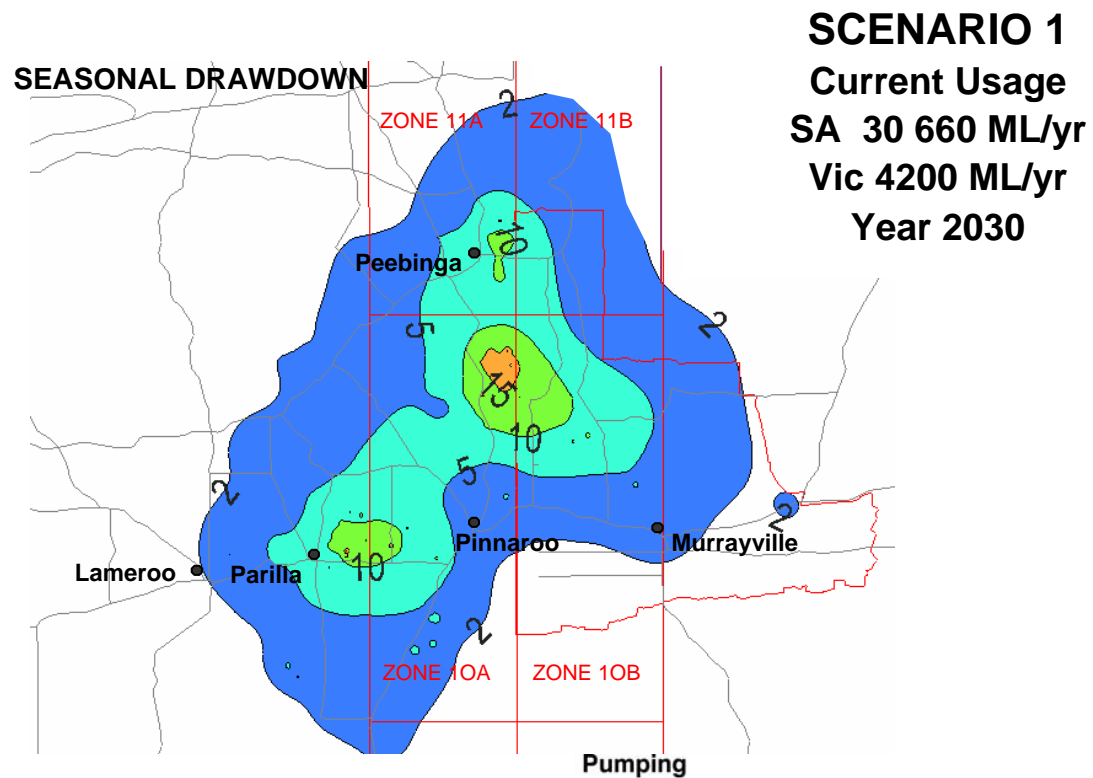 SCENARIO 1
Current Usage
SA 30 660 ML/yr
Vic 4200 ML/yr
Year 2030
SEASONAL DRAWDOWN
2
ZONE 11A
ZONE 11B
10
Peebinga
5
2
15
10
5
2
Pinnaroo
2
Murrayville
Lameroo
Parilla
10
2
ZONE 1OA
ZONE 1OB
Pumping